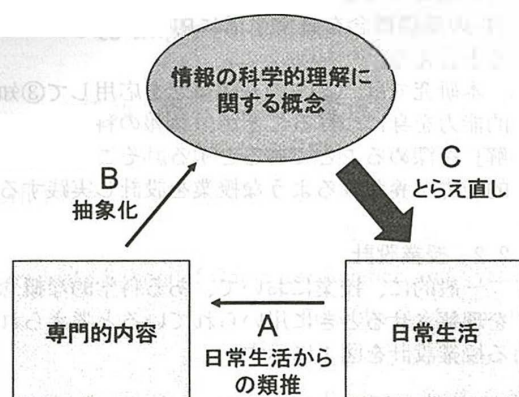 情報の科学的理解に
関する概念
B
抽象化
C
とらえ直し
専門的内容
A
日常生活から
の類推
日常生活